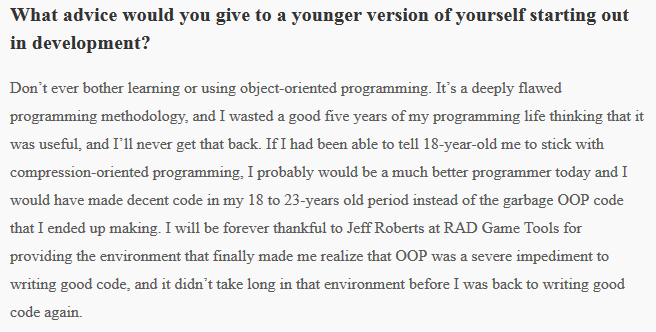 What advice would you give to a younger version of yourself starting out
in development?
Don’t ever bother learning or using object-oriented programming. It’s a deeply flawed
programming methodology, and I wasted a good five years of my programming life thinking that it
was useful, and I’ll never get that back. If I had been able to tell 18-year-old me to stick with
compression-oriented programming, I probably would be a much better programmer today and I
would have made decent code in my 18 to 23-years old period instead of the garbage OOP code
that I ended up making. I will be forever thankful to Jeff Roberts at RAD Game Tools for
providing the environment that finally made me realize that OOP was a severe impediment to
writing good code, and it didn’t take long in that environment before I was back to writing good
code again.